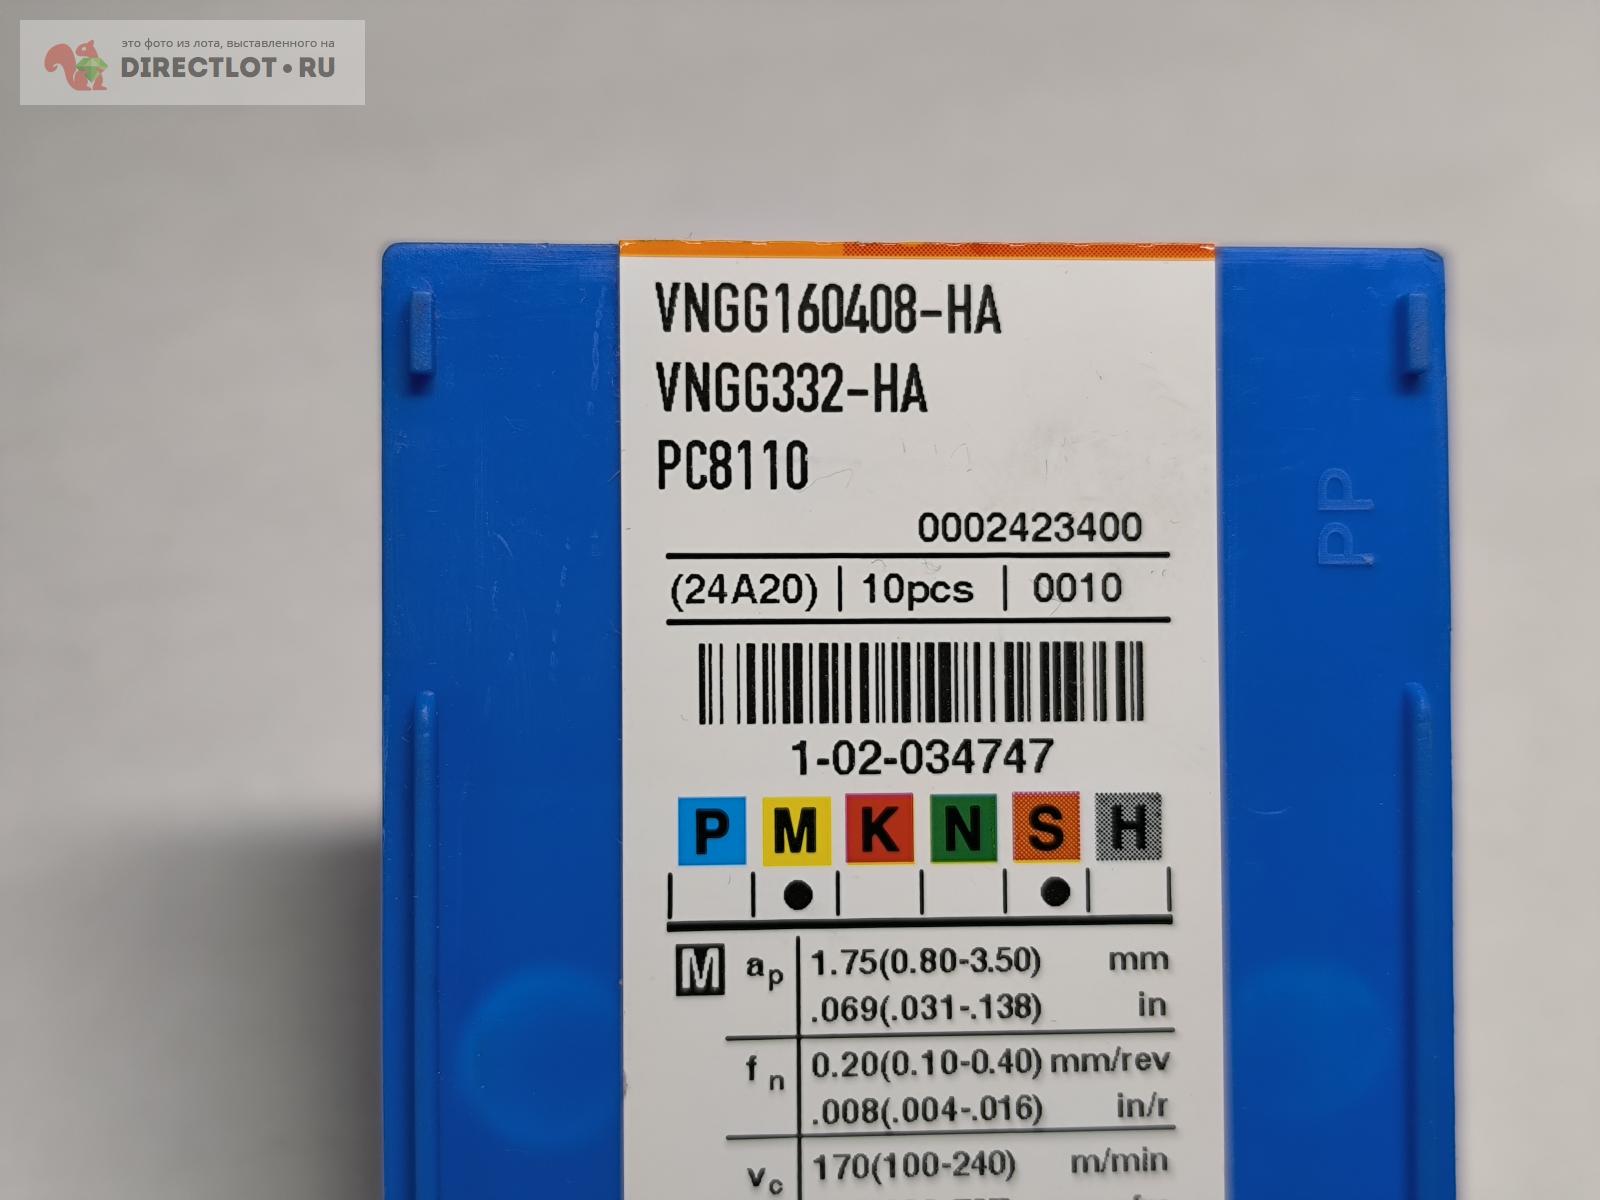 это фото из лота, выставленного на
DIRECTLOT•RU
VNGG160408-HA
VNGG332-HA
PC8110
0002423400
(24A20) | 10pcs | 0010
1-02-034747
P M K N S H
M ap 1.75(0.80-3.50) mm
.069(.031-.138) in
fn 0.20(0.10-0.40) mm/rev
.008(.004-.016) in/r
vc 170(100-240) m/min
PP